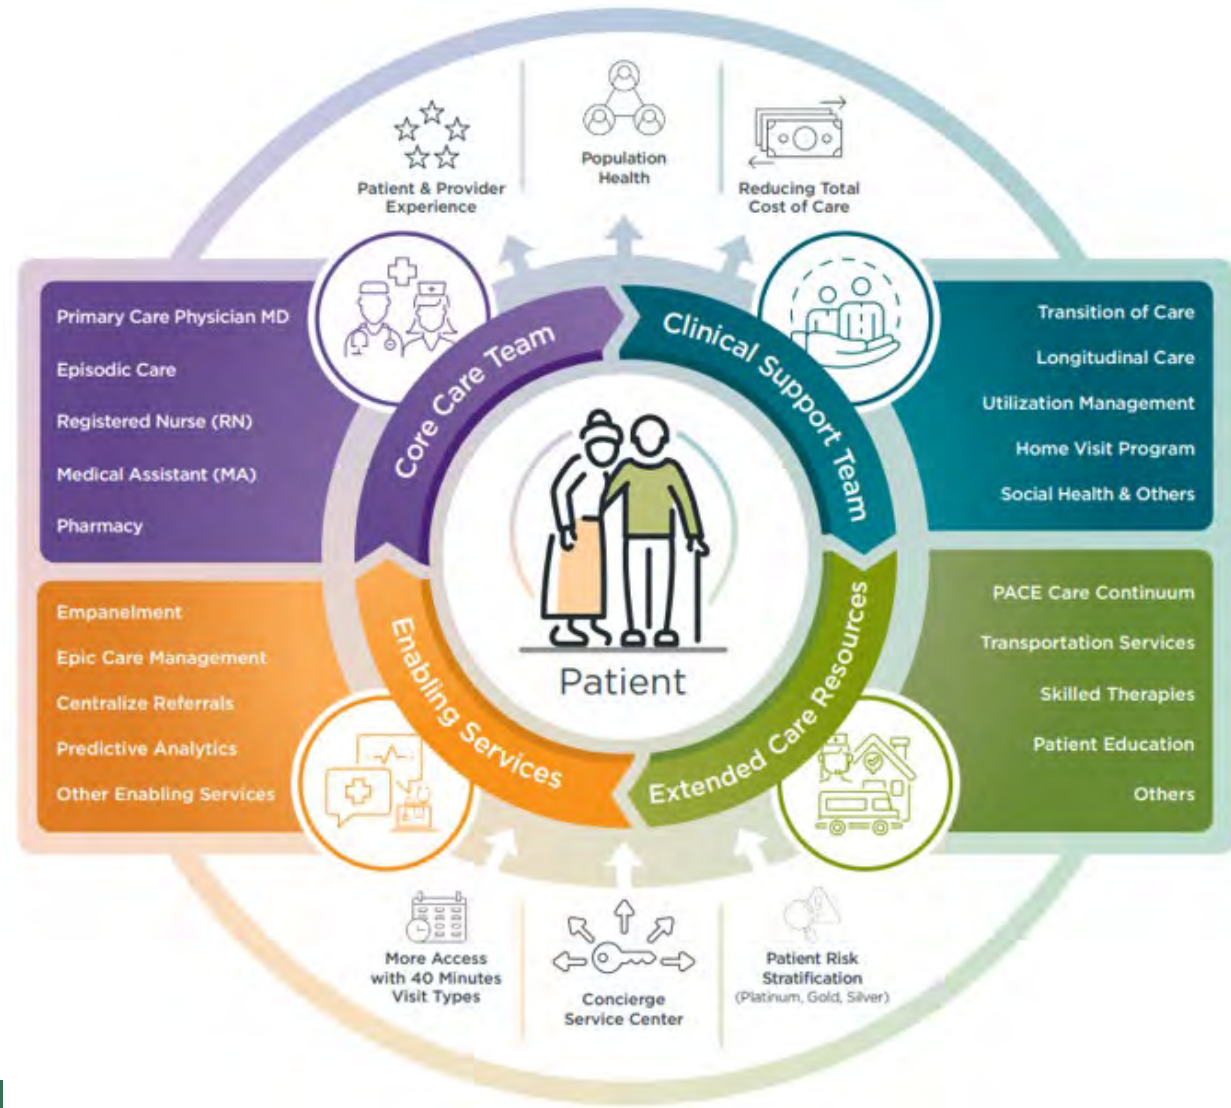 Patient & Provider
Experience
Population
Health
Reducing Total
Cost of Care
Primary Care Physician MD
Episodic Care
Registered Nurse (RN)
Medical Assistant (MA)
Pharmacy
Core Care Team
Clinical Support Team
Transition of Care
Longitudinal Care
Utilization Management
Home Visit Program
Social Health & Others
Patient
Empanelment
Epic Care Management
Centralize Referrals
Predictive Analytics
Other Enabling Services
Enabling Services
Extended Care Resources
PACE Care Continuum
Transportation Services
Skilled Therapies
Patient Education
Others
More Access
with 40 Minutes
Visit Types
Concierge
Service Center
Patient Risk
Stratification
(Platinum, Gold, Silver)